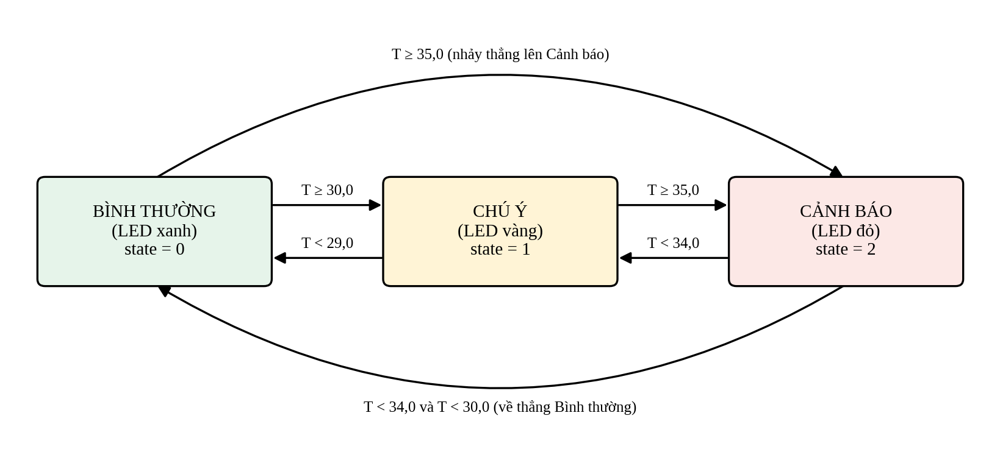 T ≥ 35,0 (nhảy thẳng lên Cảnh báo)
BÌNH THƯỜNG
(LED xanh)
state = 0
T ≥ 30,0
T < 29,0
CHÚ Ý
(LED vàng)
state = 1
T ≥ 35,0
T < 34,0
CẢNH BÁO
(LED đỏ)
state = 2
T < 34,0 và T < 30,0 (về thẳng Bình thường)